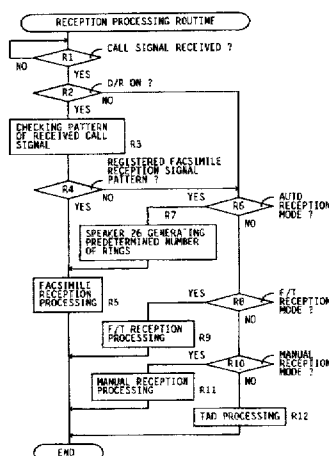 RECEPTION PROCESSING ROUTINE
R1
CALL SIGNAL RECEIVED ?
NO
YES
R2
D/R ON ?
NO
YES
CHECKING PATTERN
OF RECEIVED CALL
SIGNAL
R3
R4
REGISTERED FACSIMILE
RECEPTION SIGNAL
PATTERN ?
NO
YES
R6
AUTO
RECEPTION
MODE ?
YES
NO
R7
SPEAKER 26 GENERATING
PREDETERMINED NUMBER
OF RINGS
FACSIMILE
RECEPTION
PROCESSING
R5
R8
F/T
RECEPTION
MODE ?
YES
NO
F/T RECEPTION
PROCESSING
R9
R10
MANUAL
RECEPTION
MODE ?
YES
NO
MANUAL RECEPTION
PROCESSING
R11
TAD PROCESSING
R12
END